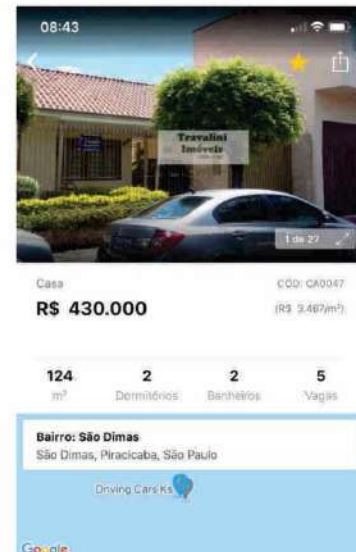 08:43
Travalini
Imóveis
1 de 27
Casa
CÓD: CA0047
R$ 430.000
(R$ 3.467/m²)
124
2
2
5
m²
Dormitórios
Banheiros
Vagas
Bairro: São Dimas
São Dimas, Piracicaba, São Paulo
Driving Cars Ks
Google